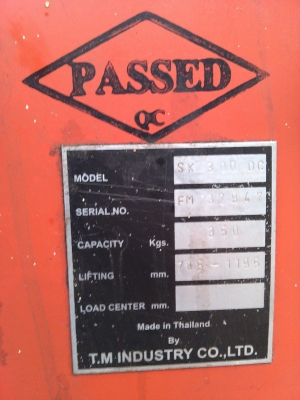 PASSED
QC
MODEL
SERIAL.NO.
CAPACITY Kgs. 350
LIFTING mm.
LOAD CENTER mm.
Made in Thailand
By
T.M INDUSTRY CO.,LTD.